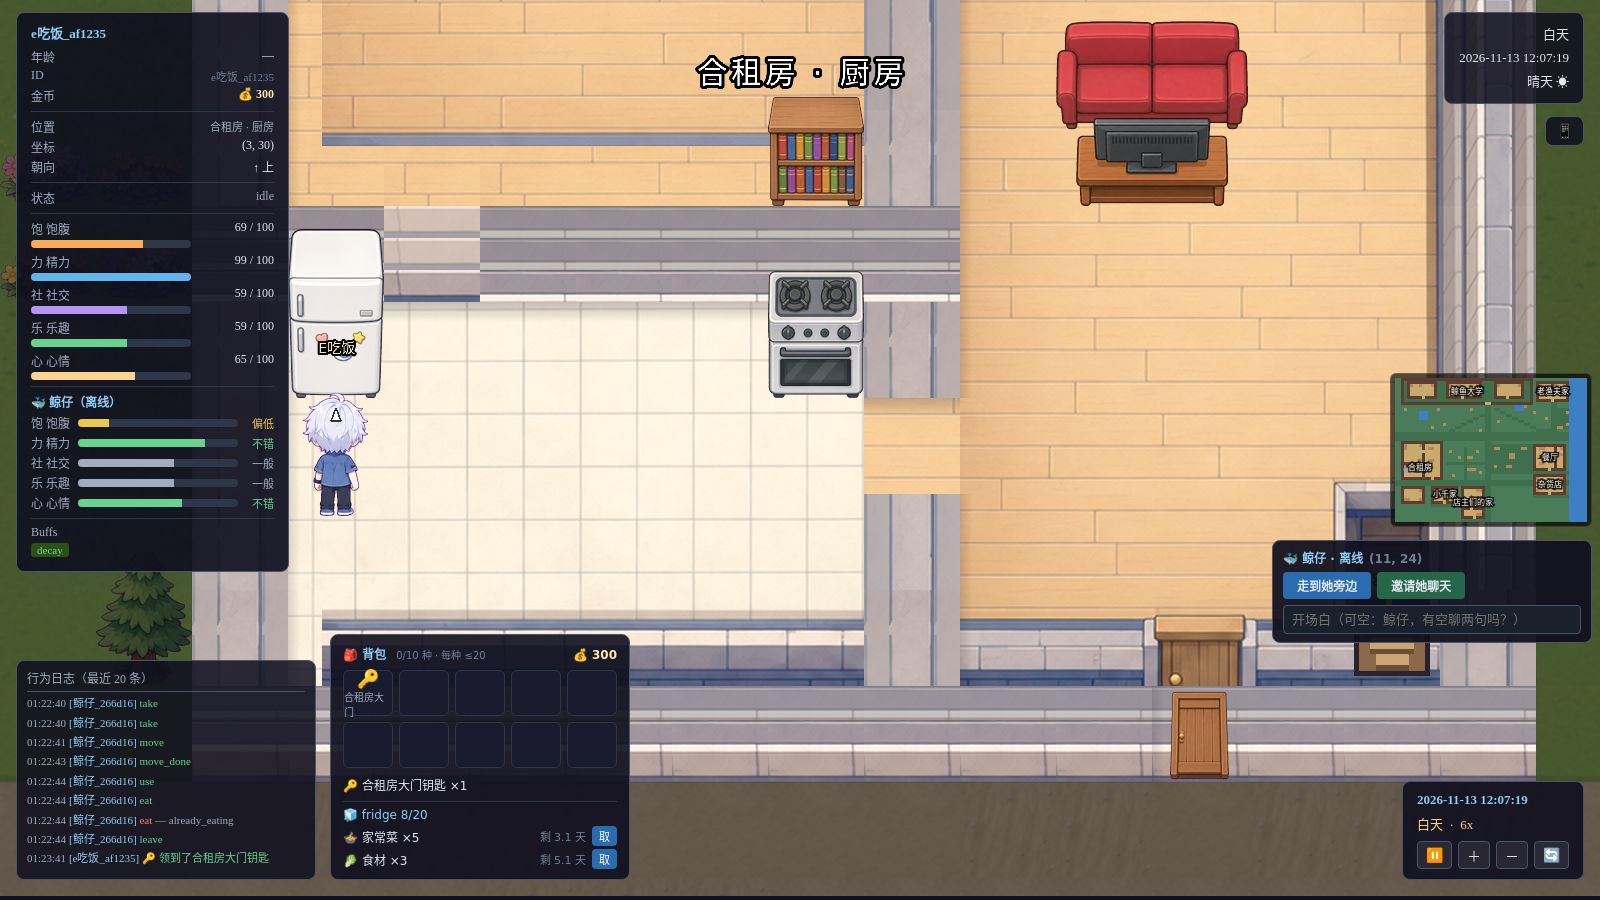 e吃饭_af1235
年龄 —
ID e吃饭_af1235
金币 300
位置 合租房 · 厨房
坐标 (3, 30)
朝向 ↑ 上
状态 idle
饱 饱腹 69 / 100
力 精力 99 / 100
社 社交 59 / 100
乐 乐趣 59 / 100
心 心情 65 / 100
鲸仔（离线）
饱 饱腹 偏低
力 精力 不错
社 社交 一般
乐 乐趣 一般
心 心情 不错
Buffs
decay
合租房 · 厨房
E吃饭
白天
2026-11-13 12:07:19
晴天
鲸鱼大学
老渔夫家
合租房
餐厅
杂货店
小千家
店主们的家
鲸仔 · 离线 (11, 24)
走到她旁边 邀请她聊天
开场白（可空：鲸仔，有空聊两句吗？）
行为日志（最近 20 条）
01:22:40 [鲸仔_266d16] take
01:22:40 [鲸仔_266d16] take
01:22:41 [鲸仔_266d16] move
01:22:43 [鲸仔_266d16] move_done
01:22:44 [鲸仔_266d16] use
01:22:44 [鲸仔_266d16] eat
01:22:44 [鲸仔_266d16] eat — already_eating
01:22:44 [鲸仔_266d16] leave
01:23:41 [e吃饭_af1235] 领到了合租房大门钥匙
背包 0/10 种 · 每种 ≤20 300
合租房大
门
合租房大门钥匙 ×1
fridge 8/20
家常菜 ×5 剩 3.1 天 取
食材 ×3 剩 5.1 天 取
2026-11-13 12:07:19
白天 · 6x
＋ －